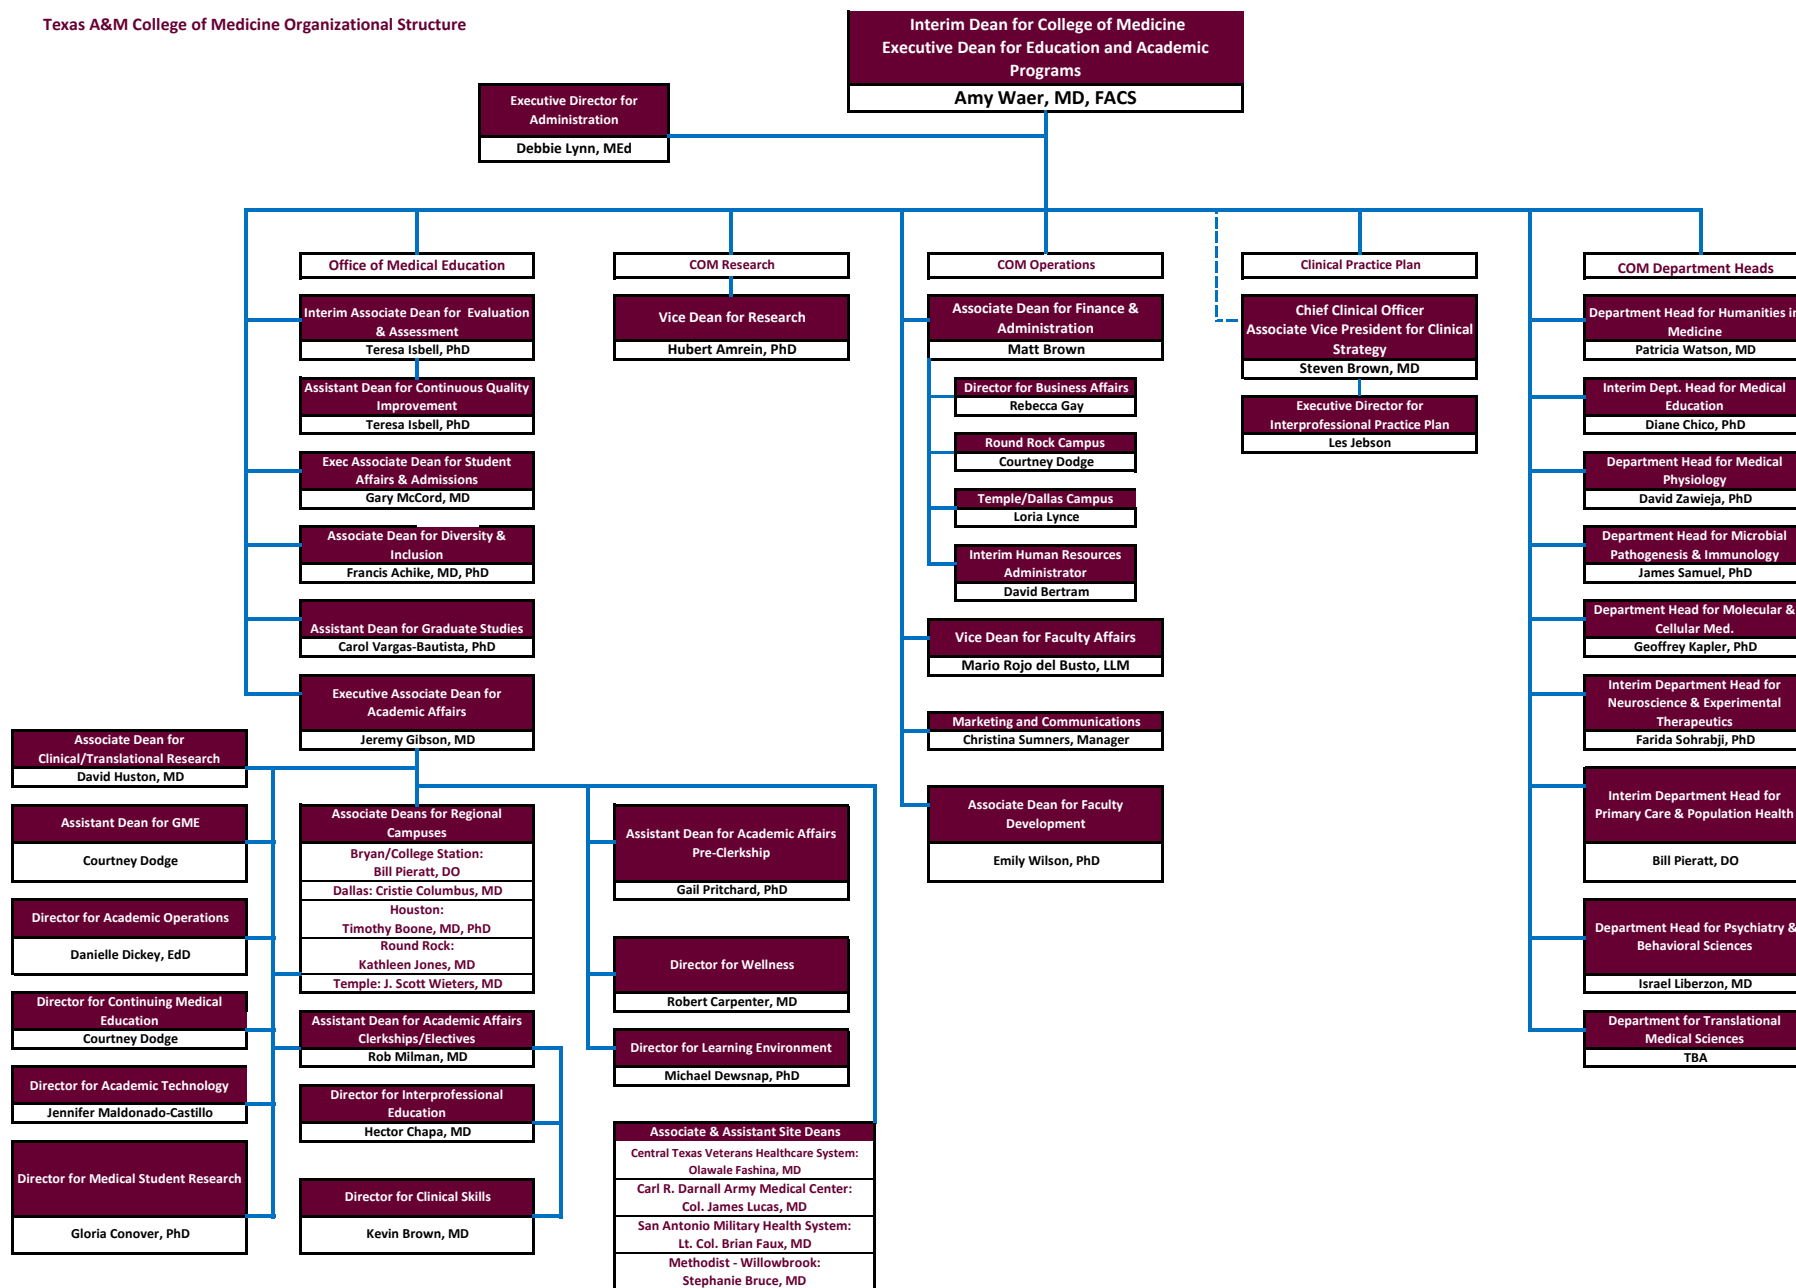 Texas A&M College of Medicine Organizational Structure
Interim Dean for College of Medicine
Executive Dean for Education and Academic
Programs
Amy Waer, MD, FACS
Executive Director for
Administration
Debbie Lynn, MEd
Office of Medical Education
Interim Associate Dean for Evaluation
& Assessment
Teresa Isbell, PhD
Assistant Dean for Continuous Quality
Improvement
Teresa Isbell, PhD
Exec Associate Dean for Student
Affairs & Admissions
Gary McCord, MD
Associate Dean for Diversity &
Inclusion
Francis Achike, MD, PhD
Assistant Dean for Graduate Studies
Carol Vargas-Bautista, PhD
Executive Associate Dean for
Academic Affairs
Jeremy Gibson, MD
COM Research
Vice Dean for Research
Hubert Amrein, PhD
COM Operations
Associate Dean for Finance &
Administration
Matt Brown
Director for Business Affairs
Rebecca Gay
Round Rock Campus
Courtney Dodge
Temple/Dallas Campus
Loria Lynce
Interim Human Resources
Administrator
David Bertram
Vice Dean for Faculty Affairs
Mario Rojo del Busto, LLM
Marketing and Communications
Christina Sumners, Manager
Associate Dean for Faculty
Development
Emily Wilson, PhD
Clinical Practice Plan
Chief Clinical Officer
Associate Vice President for Clinical
Strategy
Steven Brown, MD
Executive Director for
Interprofessional Practice Plan
Les Jebson
COM Department Heads
Department Head for Humanities in
Medicine
Patricia Watson, MD
Interim Dept. Head for Medical
Education
Diane Chico, PhD
Department Head for Medical
Physiology
David Zawieja, PhD
Department Head for Microbial
Pathogenesis & Immunology
James Samuel, PhD
Department Head for Molecular &
Cellular Med.
Geoffrey Kapler, PhD
Interim Department Head for
Neuroscience & Experimental
Therapeutics
Farida Sohrabji, PhD
Interim Department Head for
Primary Care & Population Health
Bill Pieratt, DO
Department Head for Psychiatry &
Behavioral Sciences
Israel Liberzon, MD
Department for Translational
Medical Sciences
TBA
Associate Dean for
Clinical/Translational Research
David Huston, MD
Assistant Dean for GME
Courtney Dodge
Director for Academic Operations
Danielle Dickey, EdD
Director for Continuing Medical
Education
Courtney Dodge
Director for Academic Technology
Jennifer Maldonado-Castillo
Director for Medical Student Research
Gloria Conover, PhD
Associate Deans for Regional
Campuses
Bryan/College Station:
Bill Pieratt, DO
Dallas: Cristie Columbus, MD
Houston:
Timothy Boone, MD, PhD
Round Rock:
Kathleen Jones, MD
Temple: J. Scott Wieters, MD
Assistant Dean for Academic Affairs
Clerkships/Electives
Rob Milman, MD
Director for Interprofessional
Education
Hector Chapa, MD
Director for Clinical Skills
Kevin Brown, MD
Assistant Dean for Academic Affairs
Pre-Clerkship
Gail Pritchard, PhD
Director for Wellness
Robert Carpenter, MD
Director for Learning Environment
Michael Dewsnap, PhD
Associate & Assistant Site Deans
Central Texas Veterans Healthcare System:
Olawale Fashina, MD
Carl R. Darnall Army Medical Center:
Col. James Lucas, MD
San Antonio Military Health System:
Lt. Col. Brian Faux, MD
Methodist - Willowbrook:
Stephanie Bruce, MD